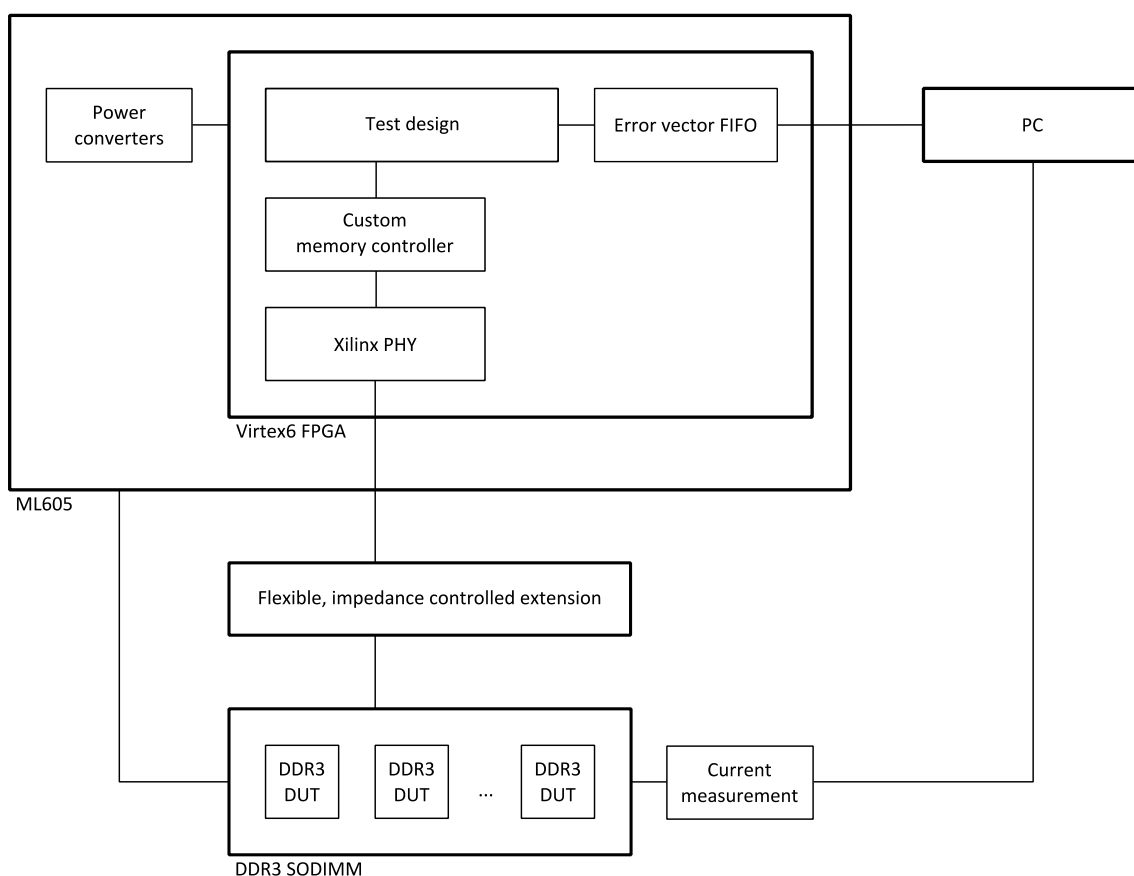 Power
converters
Test design
Error vector FIFO
PC
Custom
memory controller
Xilinx PHY
Virtex6 FPGA
ML605
Flexible, impedance controlled extension
DDR3
DUT
DDR3
DUT
...
DDR3
DUT
Current
measurement
DDR3 SODIMM